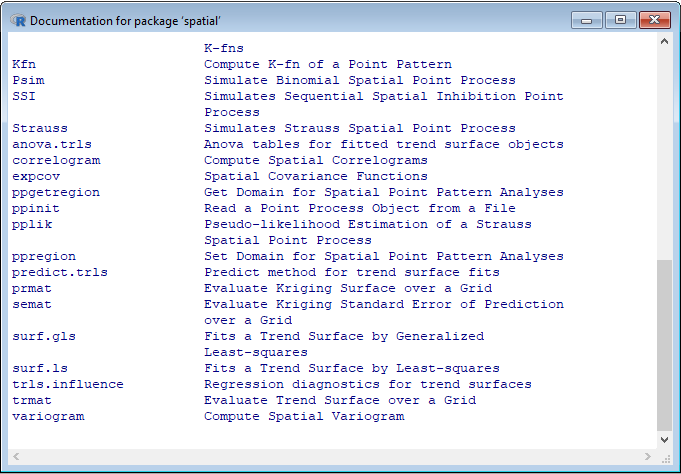 Documentation for package 'spatial'
K-fns
Kfn Compute K-fn of a Point Pattern
Psim Simulate Binomial Spatial Point Process
SSI Simulates Sequential Spatial Inhibition Point
Process
Strauss Simulates Strauss Spatial Point Process
anova.trls Anova tables for fitted trend surface objects
correlogram Compute Spatial Correlograms
expcov Spatial Covariance Functions
ppgetregion Get Domain for Spatial Point Pattern Analyses
ppinit Read a Point Process Object from a File
pplik Pseudo-likelihood Estimation of a Strauss
Spatial Point Process
ppregion Set Domain for Spatial Point Pattern Analyses
predict.trls Predict method for trend surface fits
prmat Evaluate Kriging Surface over a Grid
semat Evaluate Kriging Standard Error of Prediction
over a Grid
surf.gls Fits a Trend Surface by Generalized
Least-squares
surf.ls Fits a Trend Surface by Least-squares
trls.influence Regression diagnostics for trend surfaces
trmat Evaluate Trend Surface over a Grid
variogram Compute Spatial Variogram